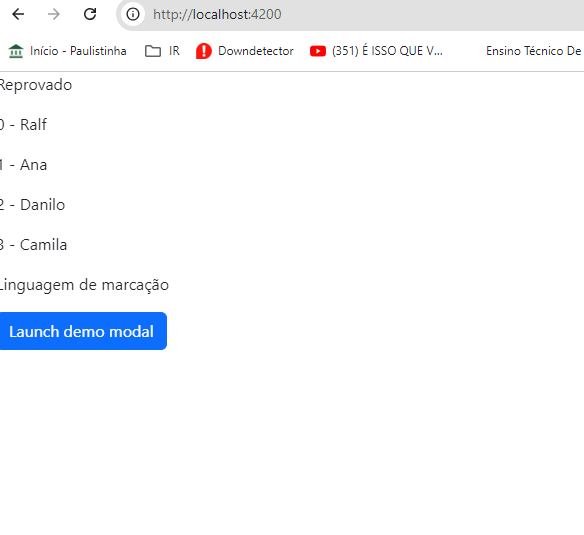 http://localhost:4200
Início - Paulistinha IR Downdetector (351) É ISSO QUE V... Ensino Técnico De
Reprovado
0 - Ralf
1 - Ana
2 - Danilo
3 - Camila
Linguagem de marcação
Launch demo modal